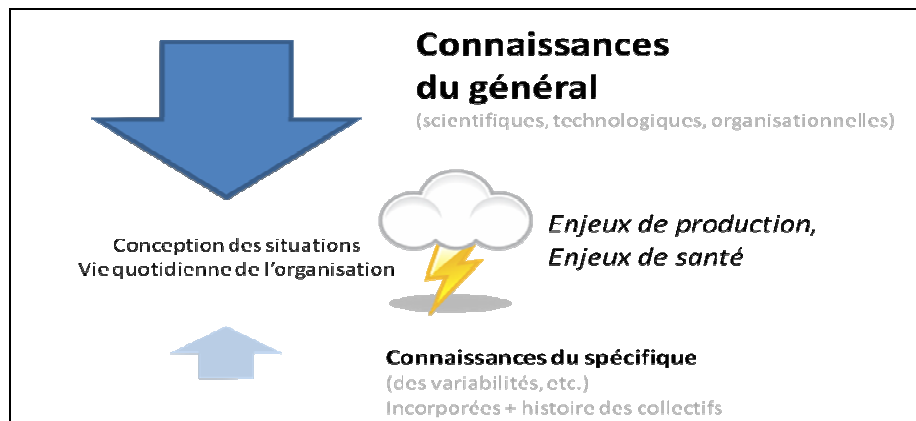 Connaissances
du général
(scientifiques, technologiques, organisationnelles)
Conception des situations
Vie quotidienne de l'organisation
Enjeux de production,
Enjeux de santé
Connaissances du spécifique
(des variabilités, etc.)
Incorporées + histoire des collectifs